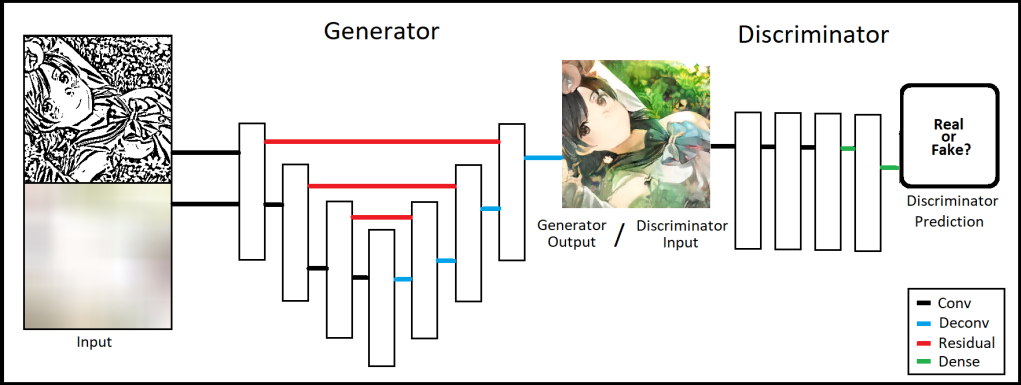 Generator
Discriminator
Input
Generator
Output
/
Discriminator
Input
Real
or
Fake?
Discriminator
Prediction
Conv
Deconv
Residual
Dense